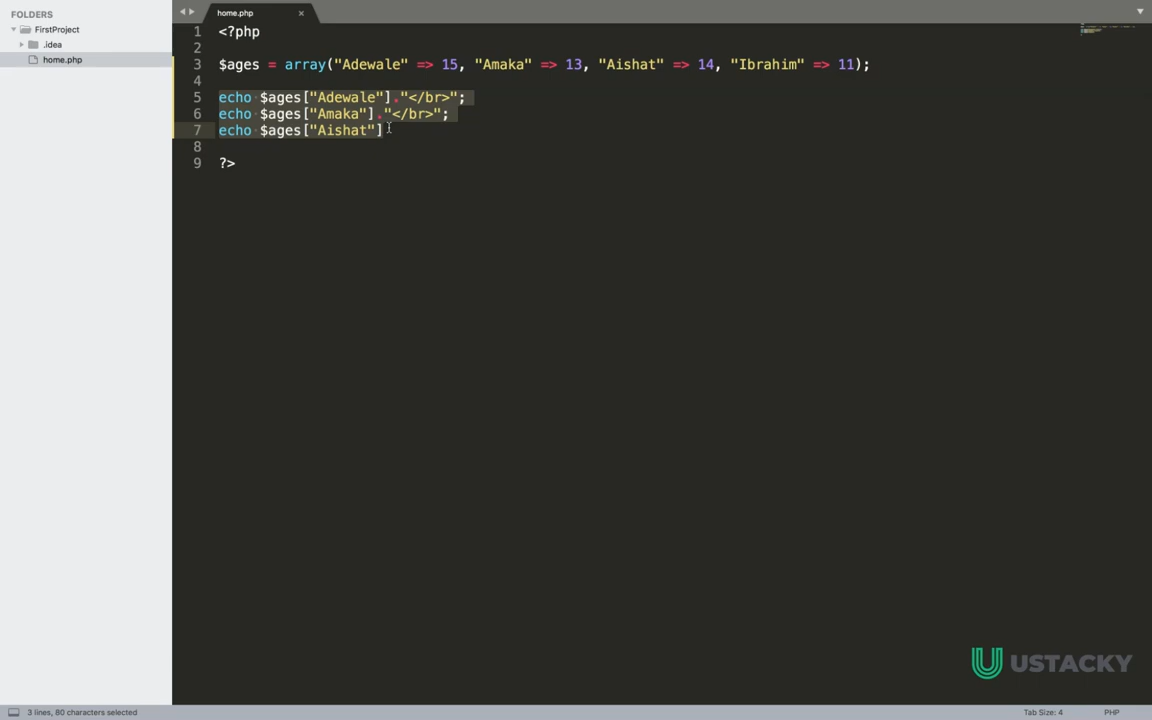 FOLDERS
FirstProject
.idea
home.php
home.php
1 <?php
2
3 $ages = array("Adewale" => 15, "Amaka" => 13, "Aishat" => 14, "Ibrahim" => 11);
4
5 echo $ages["Adewale"]."</br>";
6 echo $ages["Amaka"]."</br>";
7 echo $ages["Aishat"]
8
9 ?>
USTACKY
3 lines, 80 characters selected
Tab Size: 4
PHP